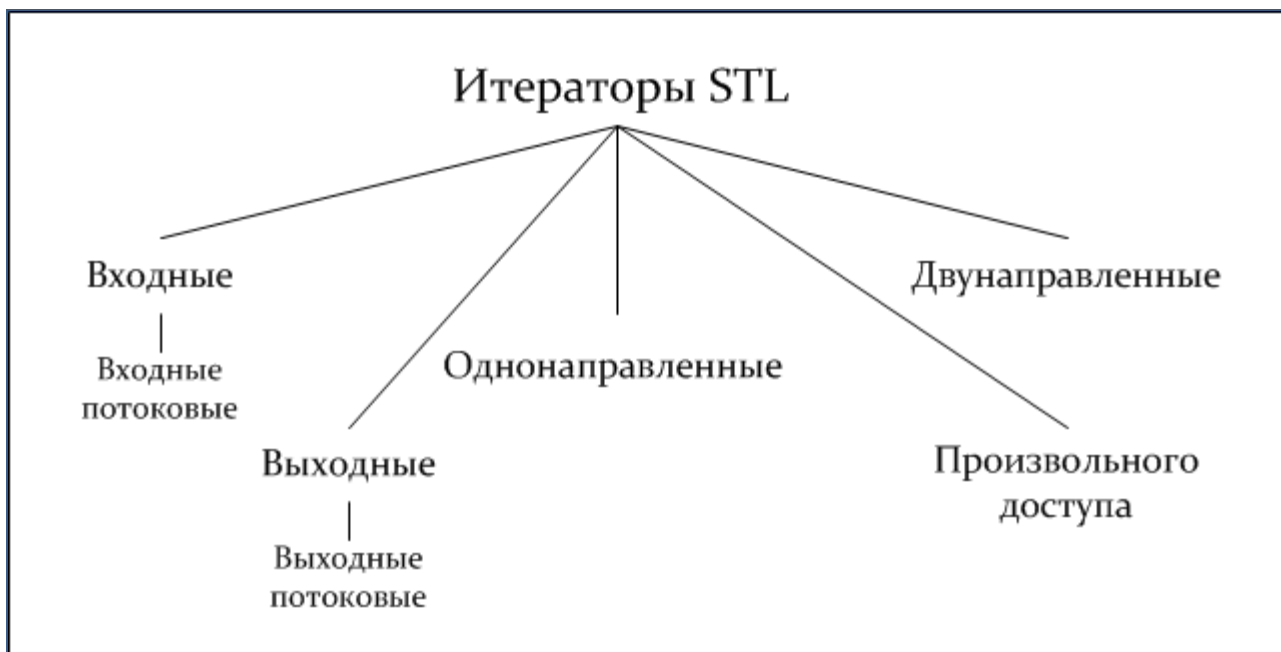 Итераторы STL
Входные
Двунаправленные
Входные
потоковые
Однонаправленные
Выходные
Произвольного
доступа
Выходные
потоковые